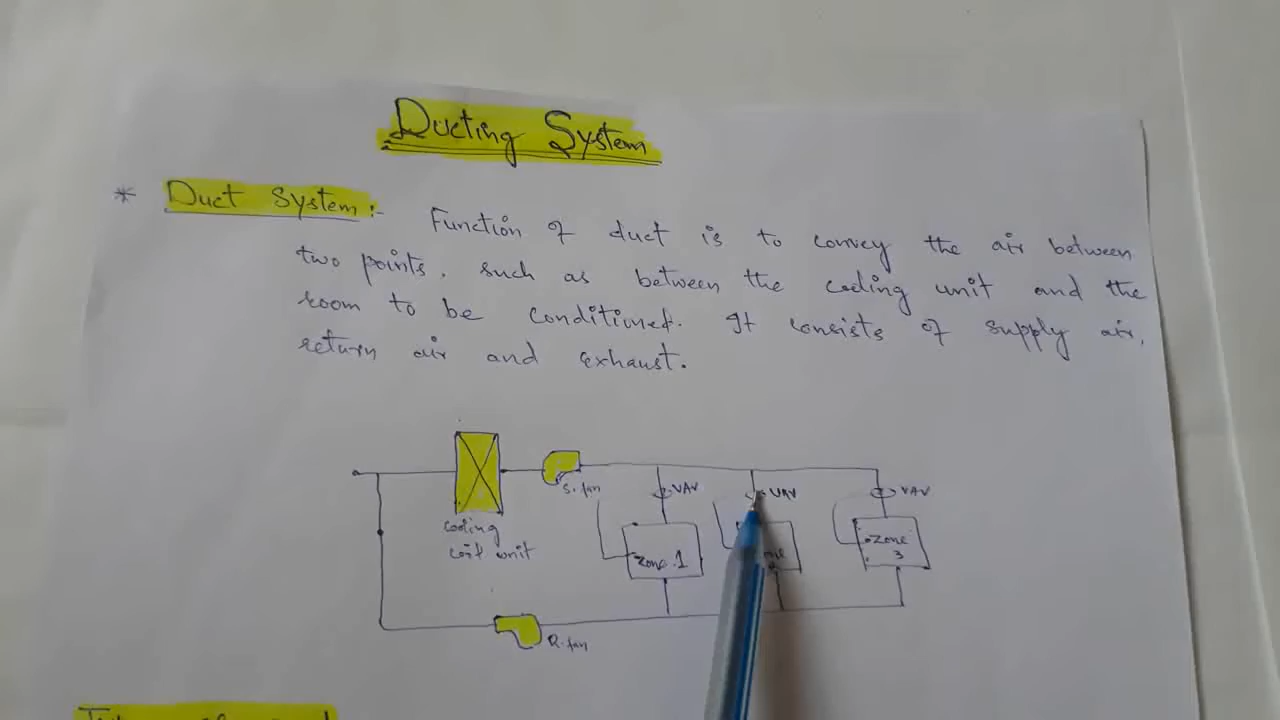 Ducting System
* Duct System:- Function of duct is to convey the air between
two points, such as between the cooling unit and the
room to be conditioned. It consists of supply air,
return air and exhaust.
S.fan
VAV
VAV
VAV
cooling
coil unit
Zone.1
Zone
3
R.fan